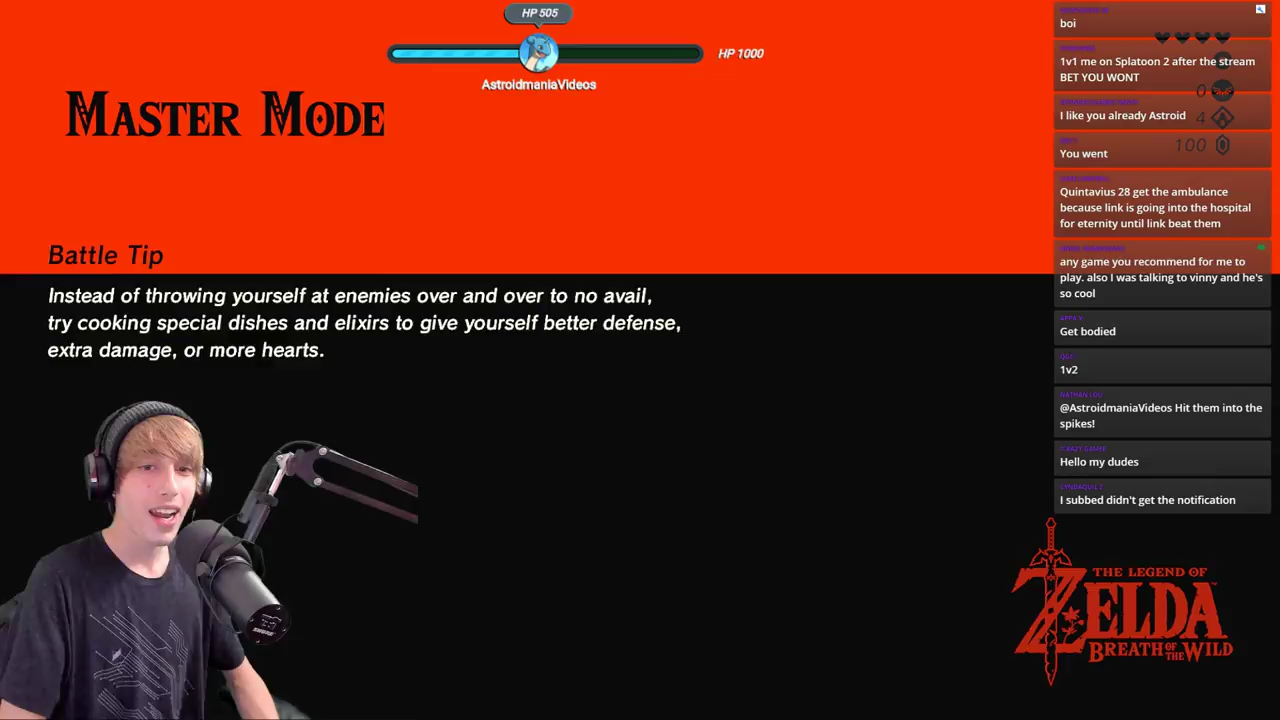 HP 505
HP 1000
AstroidmaniaVideos
MASTER MODE
Battle Tip
Instead of throwing yourself at enemies over and over to no avail,
try cooking special dishes and elixirs to give yourself better defense,
extra damage, or more hearts.
boi
1v1 me on Splatoon 2 after the stream
BET YOU WONT
0
I like you already Astroid
4
You went
100
Quintavius 28 get the ambulance
because link is going into the hospital
for eternity until link beat them
any game you recommend for me to
play. also I was talking to vinny and he's
so cool
Get bodied
1v2
NATHAN LOU
@AstroidmaniaVideos Hit them into the
spikes!
Hello my dudes
I subbed didn't get the notification
THE LEGEND OF
ZELDA
BREATH OF THE WILD